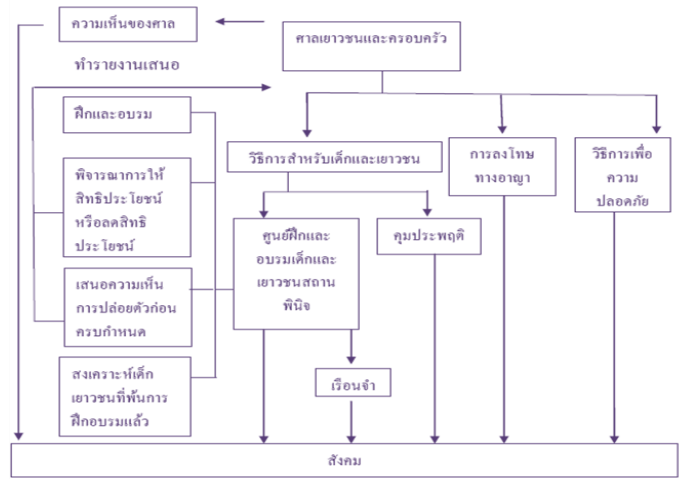 ความเห็นของศาล
ศาลเยาวชนและครอบครัว
ทำรายงานเสนอ
ฝึกและอบรม
วิธีการสำหรับเด็กและเยาวชน
การลงโทษ
ทางอาญา
วิธีการเพื่อ
ความ
ปลอดภัย
พิจารณาการให้
สิทธิประโยชน์
หรือลดสิทธิ
ประโยชน์
ศูนย์ฝึกและ
อบรมเด็กและ
เยาวชนสถาน
พินิจ
คุมประพฤติ
เสนอความเห็น
การปล่อยตัวก่อน
ครบกำหนด
สงเคราะห์เด็ก
เยาวชนที่พ้นการ
ฝึกอบรมแล้ว
เรือนจำ
สังคม